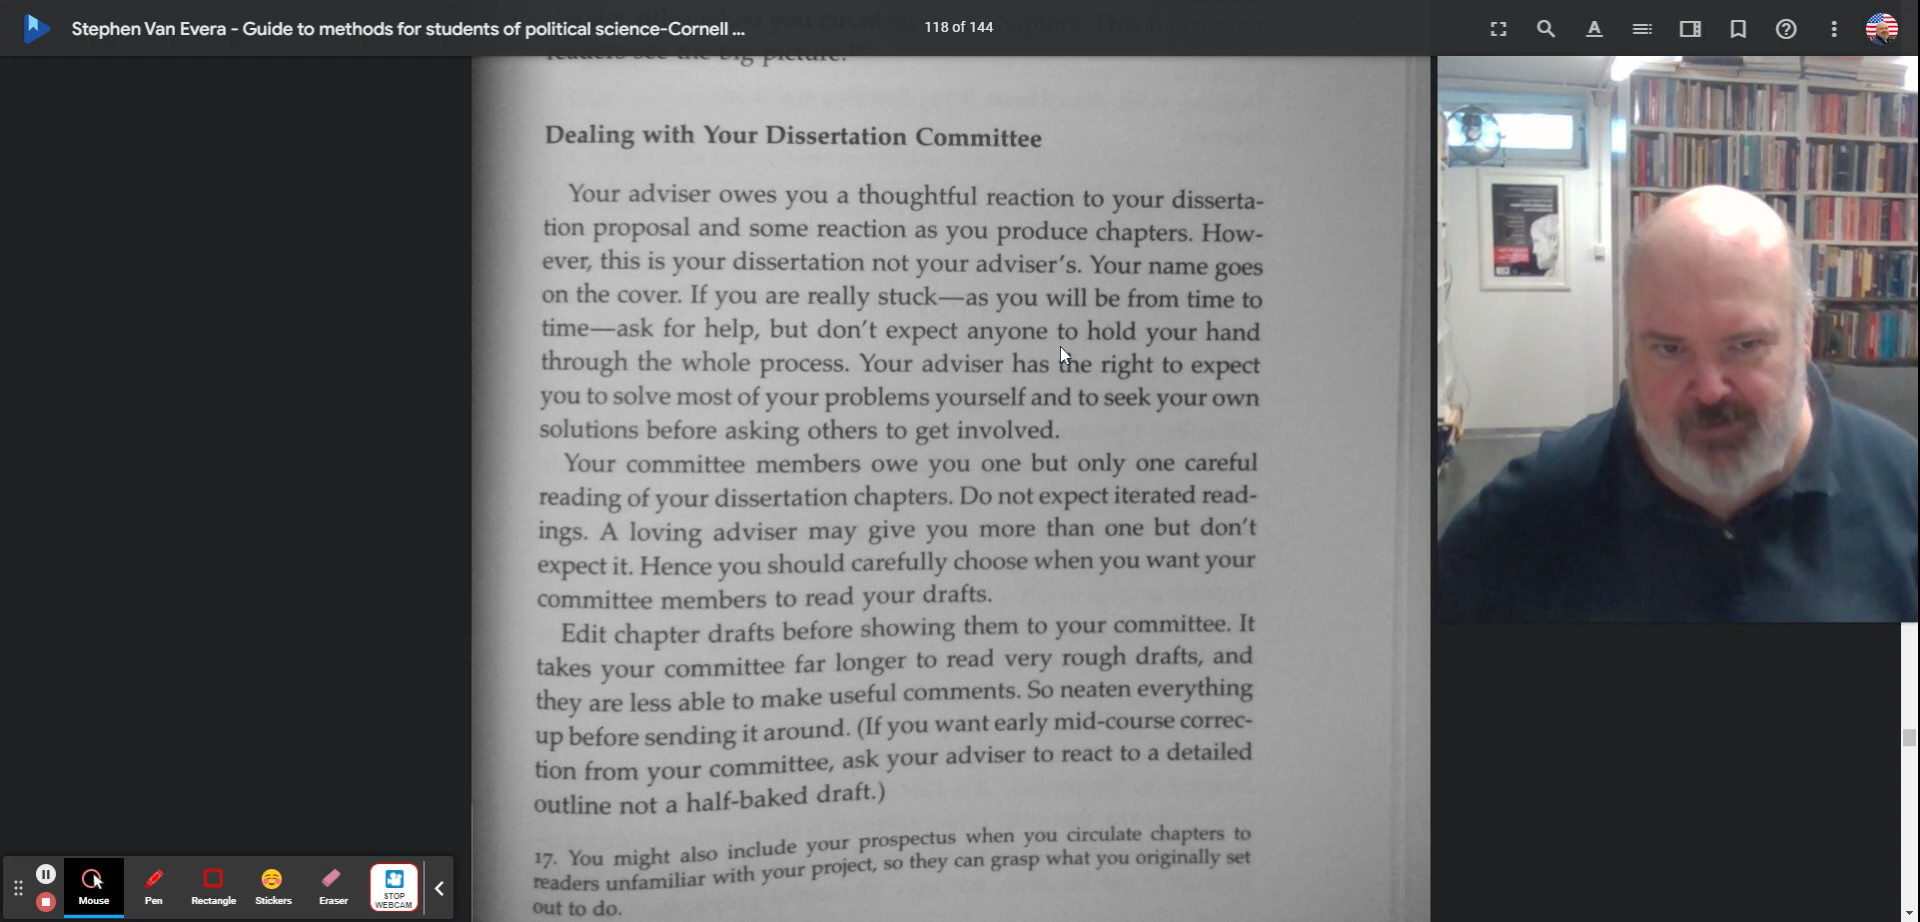 Stephen Van Evera - Guide to methods for students of political science-Cornell ...
118 of 144
readers see the big picture.
Dealing with Your Dissertation Committee
Your adviser owes you a thoughtful reaction to your disserta-
tion proposal and some reaction as you produce chapters. How-
ever, this is your dissertation not your adviser's. Your name goes
on the cover. If you are really stuck—as you will be from time to
time—ask for help, but don't expect anyone to hold your hand
through the whole process. Your adviser has the right to expect
you to solve most of your problems yourself and to seek your own
solutions before asking others to get involved.
Your committee members owe you one but only one careful
reading of your dissertation chapters. Do not expect iterated read-
ings. A loving adviser may give you more than one but don't
expect it. Hence you should carefully choose when you want your
committee members to read your drafts.
Edit chapter drafts before showing them to your committee. It
takes your committee far longer to read very rough drafts, and
they are less able to make useful comments. So neaten everything
up before sending it around. (If you want early mid-course correc-
tion from your committee, ask your adviser to react to a detailed
outline not a half-baked draft.)
17. You might also include your prospectus when you circulate chapters to
readers unfamiliar with your project, so they can grasp what you originally set
out to do.
Mouse
Pen
Rectangle
Stickers
Eraser
STOP
WEBCAM